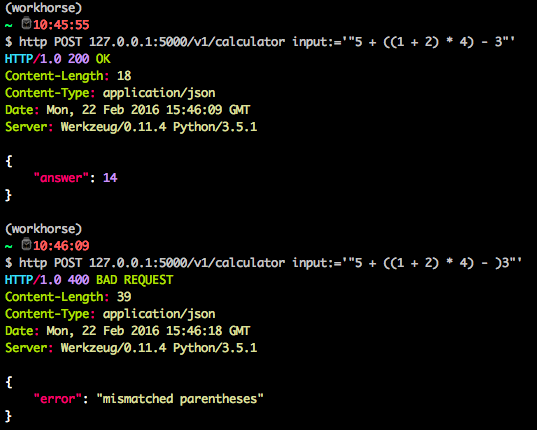 (workhorse)
~ 10:45:55
$ http POST 127.0.0.1:5000/v1/calculator input:='"5 + ((1 + 2) * 4) - 3"'
HTTP/1.0 200 OK
Content-Length: 18
Content-Type: application/json
Date: Mon, 22 Feb 2016 15:46:09 GMT
Server: Werkzeug/0.11.4 Python/3.5.1
{
"answer": 14
}
(workhorse)
~ 10:46:09
$ http POST 127.0.0.1:5000/v1/calculator input:='"5 + ((1 + 2) * 4) - )3"'
HTTP/1.0 400 BAD REQUEST
Content-Length: 39
Content-Type: application/json
Date: Mon, 22 Feb 2016 15:46:18 GMT
Server: Werkzeug/0.11.4 Python/3.5.1
{
"error": "mismatched parentheses"
}